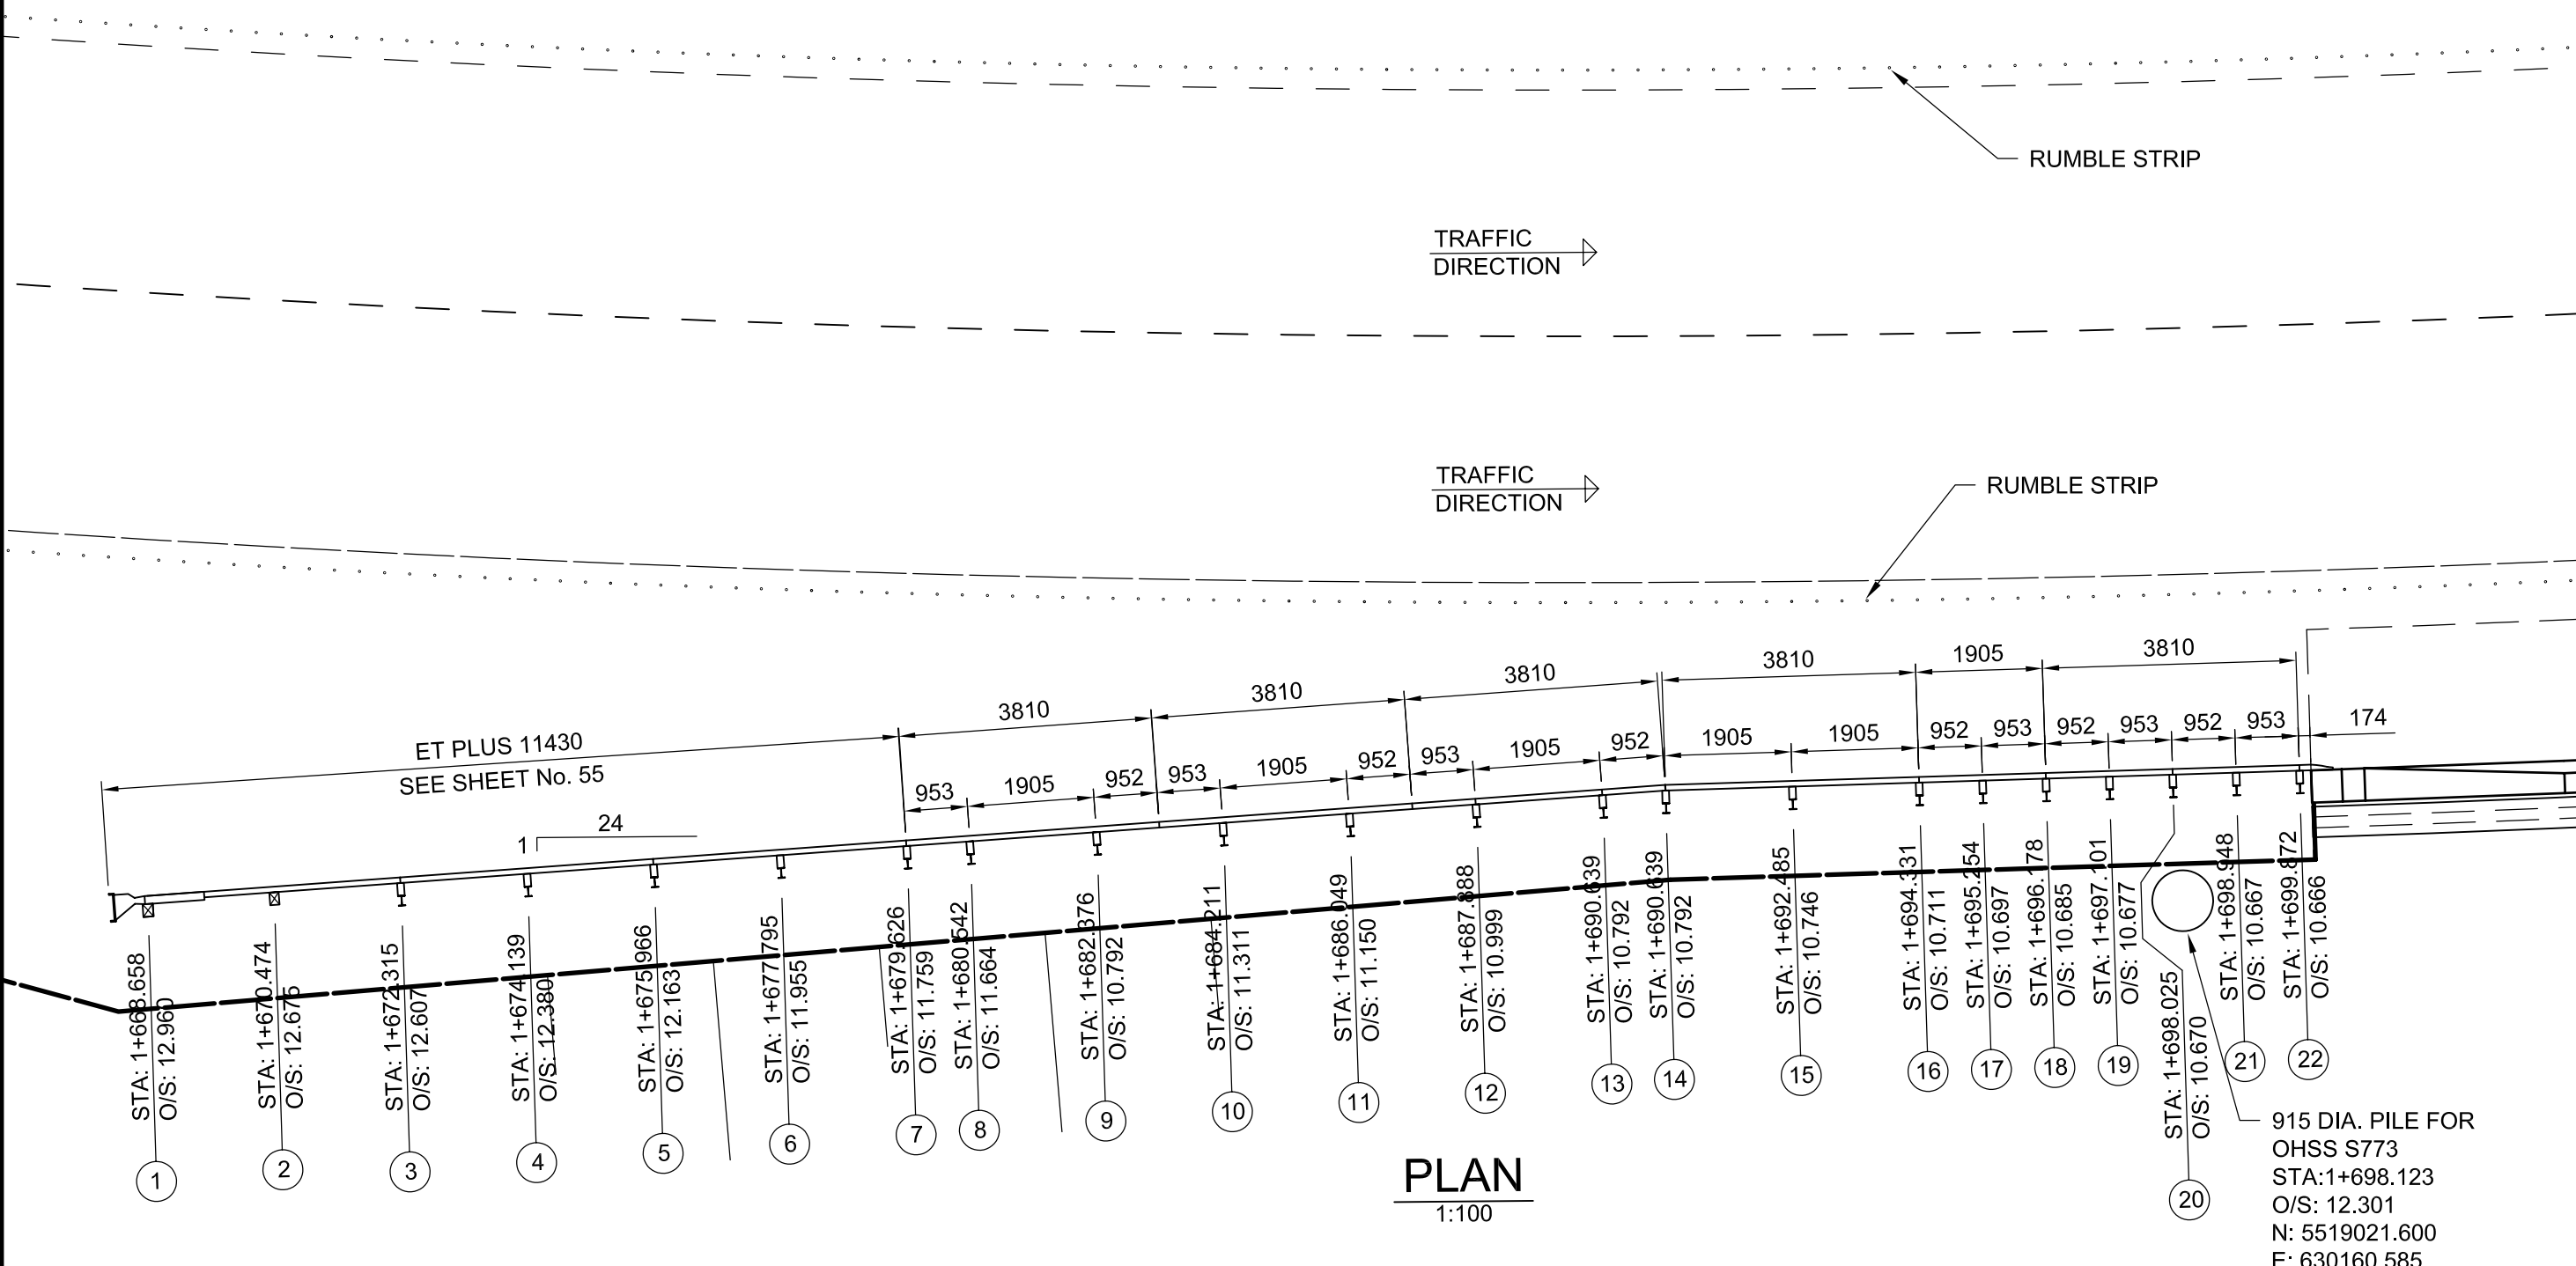 RUMBLE STRIP
TRAFFIC
DIRECTION
TRAFFIC
DIRECTION
RUMBLE STRIP
3810
1905
3810
3810
3810
3810
3810
ET PLUS 11430
SEE SHEET No. 55
953
1905
952
953
1905
952
953
1905
952
1905
1905
952
953
952
953
952
953
174
1
24
STA: 1+668.658
O/S: 12.960
1
STA: 1+670.474
O/S: 12.675
2
STA: 1+672.315
O/S: 12.607
3
STA: 1+674.139
O/S: 12.380
4
STA: 1+675.966
O/S: 12.163
5
STA: 1+677.795
O/S: 11.955
6
STA: 1+679.626
O/S: 11.759
7
STA: 1+680.542
O/S: 11.664
8
STA: 1+682.376
O/S: 10.792
9
STA: 1+684.211
O/S: 11.311
10
STA: 1+686.049
O/S: 11.150
11
STA: 1+687.888
O/S: 10.999
12
STA: 1+690.639
O/S: 10.792
13
STA: 1+690.639
O/S: 10.792
14
STA: 1+692.485
O/S: 10.746
15
STA: 1+694.331
O/S: 10.711
16
STA: 1+695.254
O/S: 10.697
17
STA: 1+696.178
O/S: 10.685
18
STA: 1+697.101
O/S: 10.677
19
STA: 1+698.025
O/S: 10.670
20
STA: 1+698.948
O/S: 10.667
21
STA: 1+699.872
O/S: 10.666
22
915 DIA. PILE FOR
OHSS S773
STA:1+698.123
O/S: 12.301
N: 5519021.600
E: 630160.585
PLAN
1:100